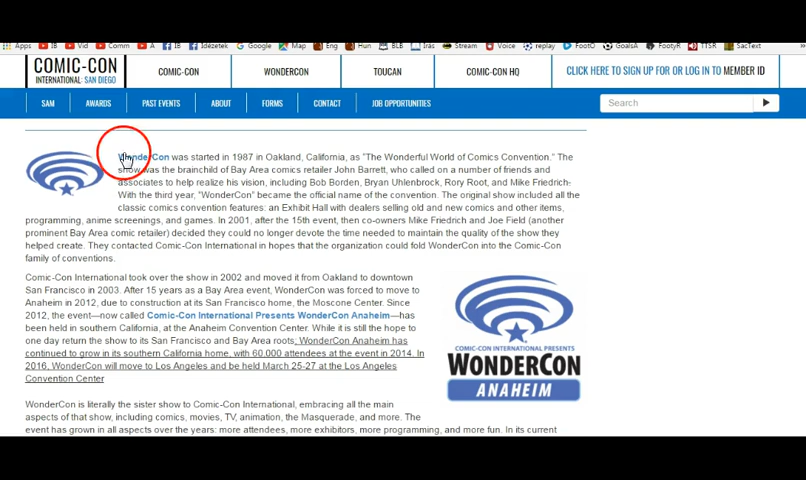 Apps IB Vid Comm A IB Idézetek Google Map Eng Hun BLB Írás Stream Voice replay FootO GoalsA FootyR TTSR SacText
COMIC-CON
INTERNATIONAL: SAN DIEGO
COMIC-CON WONDERCON TOUCAN COMIC-CON HQ CLICK HERE TO SIGN UP FOR OR LOG IN TO MEMBER ID
SAM AWARDS PAST EVENTS ABOUT FORMS CONTACT JOB OPPORTUNITIES Search
WonderCon was started in 1987 in Oakland, California, as "The Wonderful World of Comics Convention." The
show was the brainchild of Bay Area comics retailer John Barrett, who called on a number of friends and
associates to help realize his vision, including Bob Borden, Bryan Uhlenbrock, Rory Root, and Mike Friedrich.
With the third year, "WonderCon" became the official name of the convention. The original show included all the
classic comics convention features: an Exhibit Hall with dealers selling old and new comics and other items,
programming, anime screenings, and games. In 2001, after the 15th event, then co-owners Mike Friedrich and Joe Field (another
prominent Bay Area comic retailer) decided they could no longer devote the time needed to maintain the quality of the show they
helped create. They contacted Comic-Con International in hopes that the organization could fold WonderCon into the Comic-Con
family of conventions.
Comic-Con International took over the show in 2002 and moved it from Oakland to downtown
San Francisco in 2003. After 15 years as a Bay Area event, WonderCon was forced to move to
Anaheim in 2012, due to construction at its San Francisco home, the Moscone Center. Since
2012, the event—now called Comic-Con International Presents WonderCon Anaheim—has
been held in southern California, at the Anaheim Convention Center. While it is still the hope to
one day return the show to its San Francisco and Bay Area roots, WonderCon Anaheim has
continued to grow in its southern California home, with 60,000 attendees at the event in 2014. In
2016, WonderCon will move to Los Angeles and be held March 25-27 at the Los Angeles
Convention Center
COMIC-CON INTERNATIONAL PRESENTS
WONDERCON
ANAHEIM
WonderCon is literally the sister show to Comic-Con International, embracing all the main
aspects of that show, including comics, movies, TV, animation, the Masquerade, and more. The
event has grown in all aspects over the years: more attendees, more exhibitors, more programming, and more fun. In its current